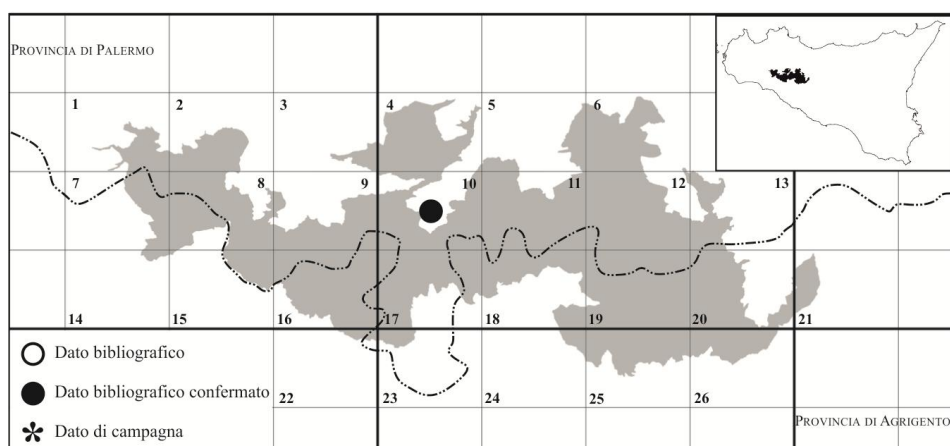 PROVINCIA DI PALERMO
1 2 3 4 5 6
7 8 9 10 11 12 13
14 15 16 17 18 19 20 21
Dato bibliografico
Dato bibliografico confermato
22 23 24 25 26
Dato di campagna
PROVINCIA DI AGRIGENTO